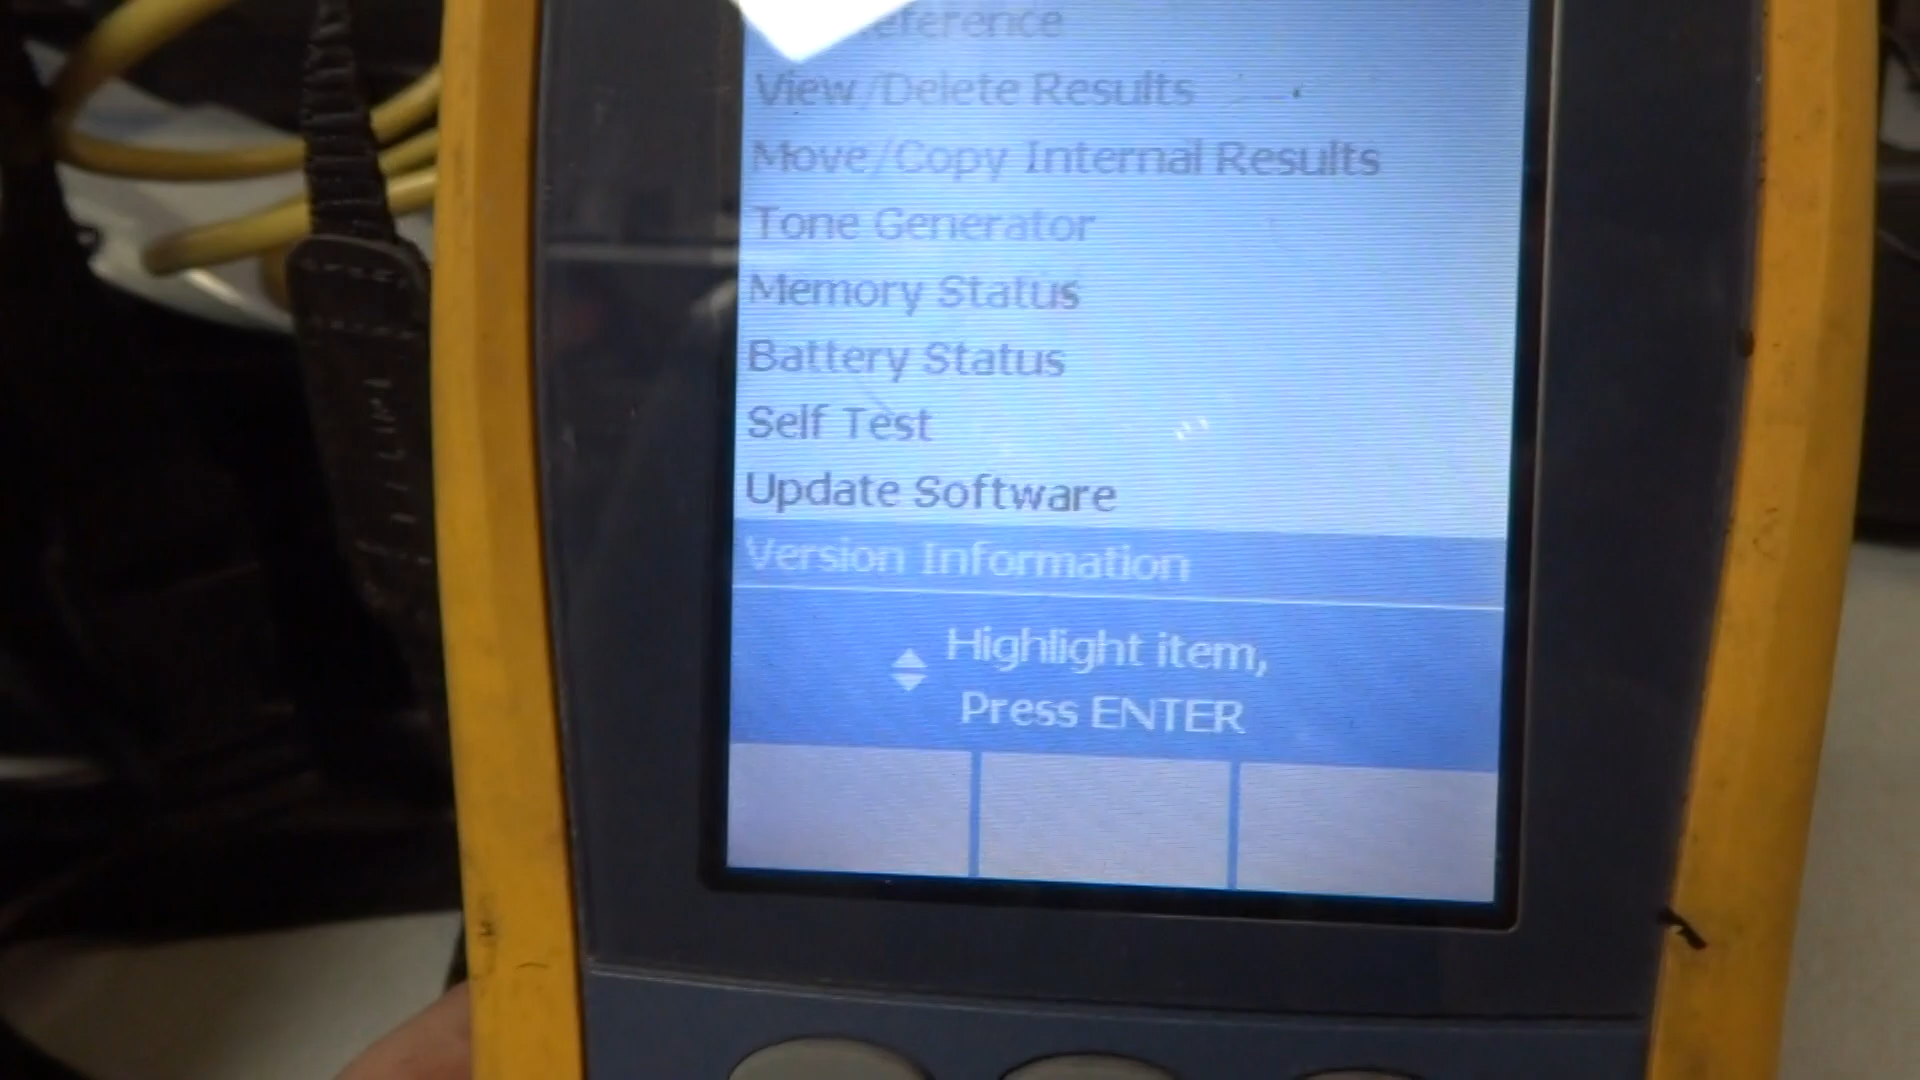 View/Delete Results
Move/Copy Internal Results
Tone Generator
Memory Status
Battery Status
Self Test
Update Software
Version Information
Highlight item,
Press ENTER